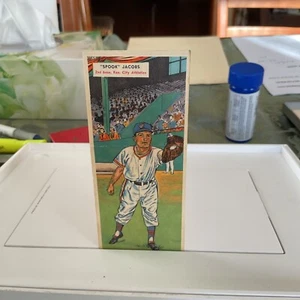 "SPOOK" JACOBS
2nd base, Kan. City Athletics